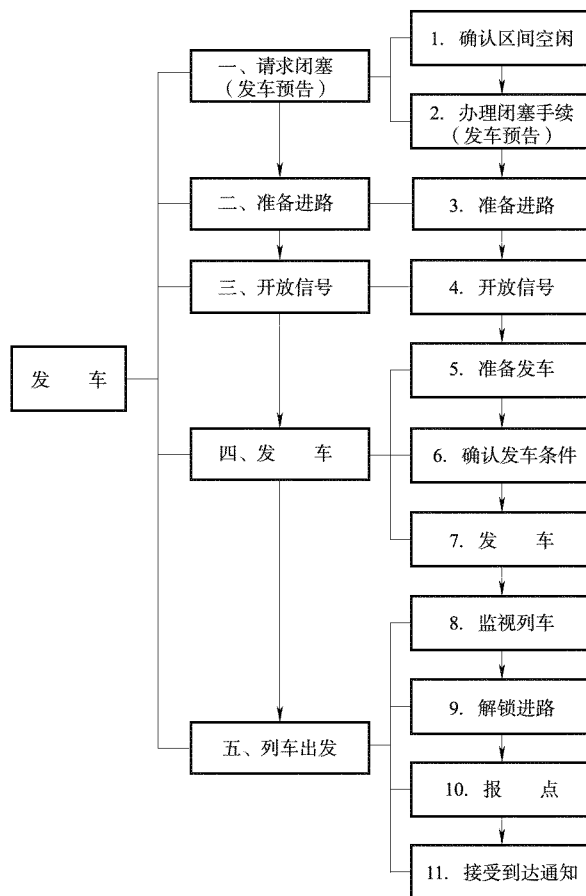 发 车
一、请求闭塞
（发车预告）
二、准备进路
三、开放信号
四、发 车
五、列车出发
1. 确认区间空闲
2. 办理闭塞手续
（发车预告）
3. 准备进路
4. 开放信号
5. 准备发车
6. 确认发车条件
7. 发 车
8. 监视列车
9. 解锁进路
10. 报 点
11. 接受到达通知